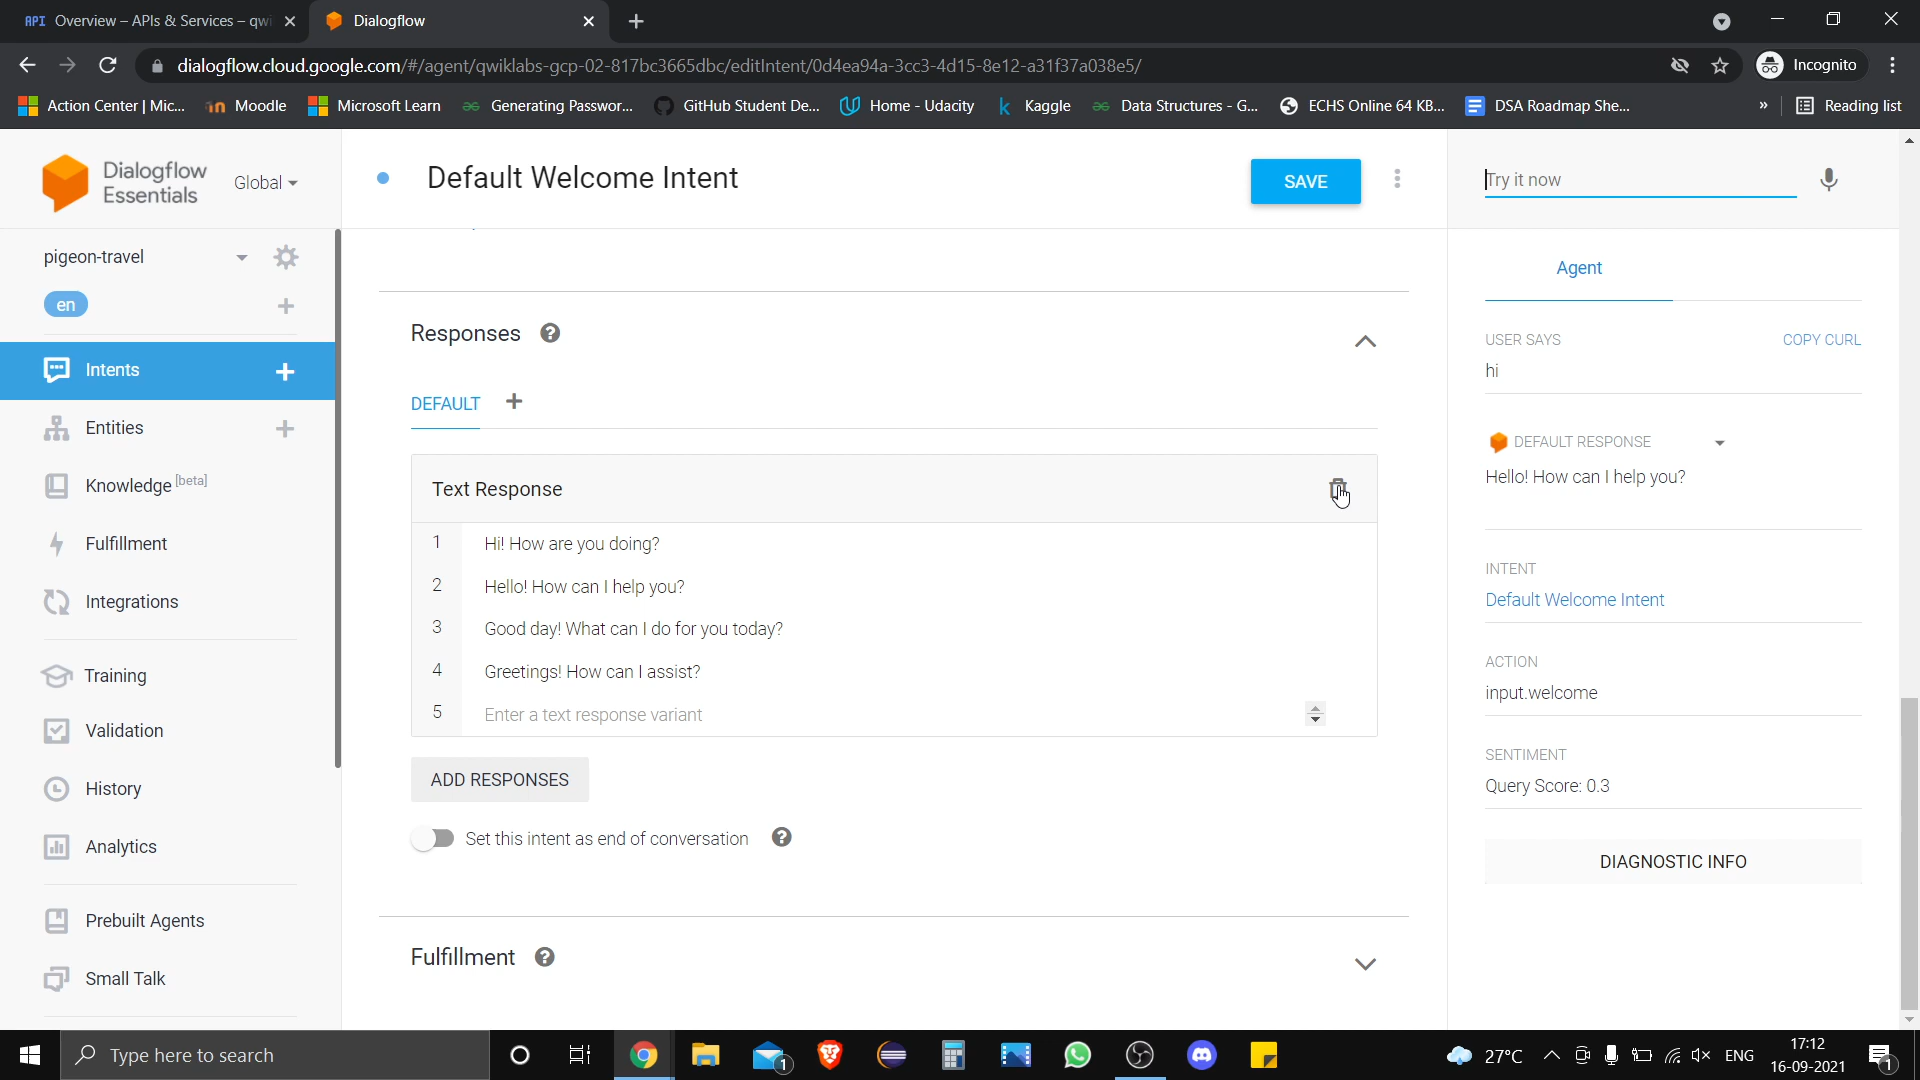 API Overview – APIs & Services – qwi
Dialogflow
dialogflow.cloud.google.com/#/agent/qwiklabs-gcp-02-817bc3665dbc/editIntent/0d4ea94a-3cc3-4d15-8e12-a31f37a038e5/
Incognito
Action Center | Mic...
Moodle
Microsoft Learn
Generating Passwor...
GitHub Student De...
Home - Udacity
Kaggle
Data Structures - G...
ECHS Online 64 KB...
DSA Roadmap She...
»
Reading list
Dialogflow
Essentials
Global
pigeon-travel
en
Intents
Entities
Knowledge [beta]
Fulfillment
Integrations
Training
Validation
History
Analytics
Prebuilt Agents
Small Talk
Default Welcome Intent
SAVE
Responses
DEFAULT
Text Response
1 Hi! How are you doing?
2 Hello! How can I help you?
3 Good day! What can I do for you today?
4 Greetings! How can I assist?
5 Enter a text response variant
ADD RESPONSES
Set this intent as end of conversation
Fulfillment
Try it now
Agent
USER SAYS
COPY CURL
hi
DEFAULT RESPONSE
Hello! How can I help you?
INTENT
Default Welcome Intent
ACTION
input.welcome
SENTIMENT
Query Score: 0.3
DIAGNOSTIC INFO
Type here to search
1
27°C
ENG
17:12
16-09-2021
1